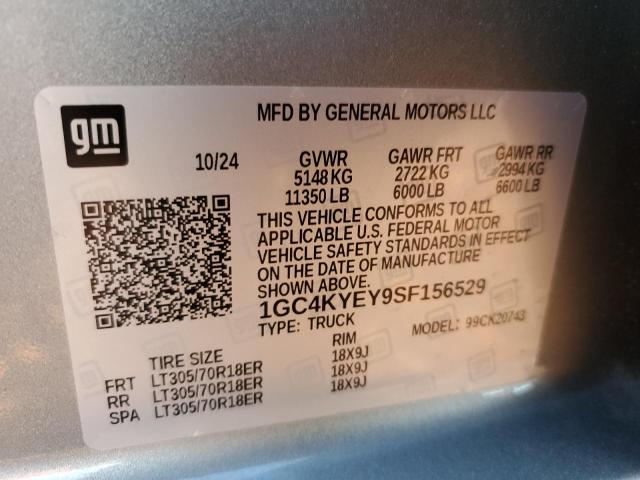 gm
MFD BY GENERAL MOTORS LLC
10/24 GVWR GAWR FRT GAWR RR
5148 KG 2722 KG 2994 KG
11350 LB 6000 LB 6600 LB
THIS VEHICLE CONFORMS TO ALL
APPLICABLE U.S. FEDERAL MOTOR
VEHICLE SAFETY STANDARDS IN EFFECT
ON THE DATE OF MANUFACTURE
SHOWN ABOVE.
1GC4KYEY9SF156529
TYPE: TRUCK MODEL: 99CK20743
TIRE SIZE RIM
FRT LT305/70R18ER 18X9J
RR LT305/70R18ER 18X9J
SPA LT305/70R18ER 18X9J